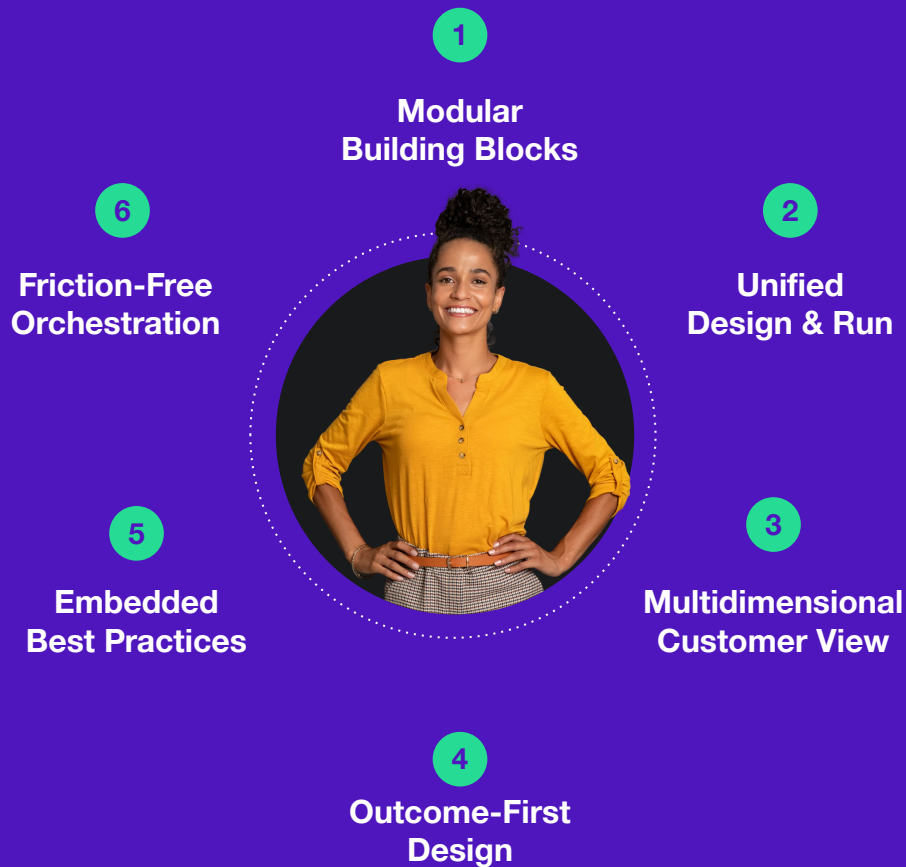 1
Modular
Building Blocks
2
Unified
Design & Run
3
Multidimensional
Customer View
4
Outcome-First
Design
5
Embedded
Best Practices
6
Friction-Free
Orchestration